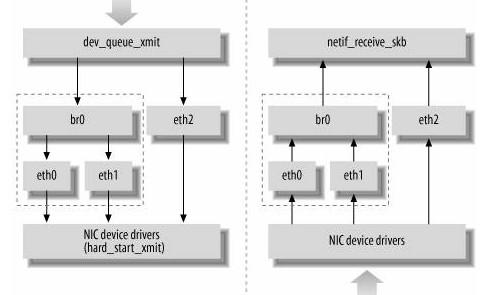 dev_queue_xmit
br0
eth2
eth0
eth1
NIC device drivers
(hard_start_xmit)
netif_receive_skb
br0
eth2
eth0
eth1
NIC device drivers